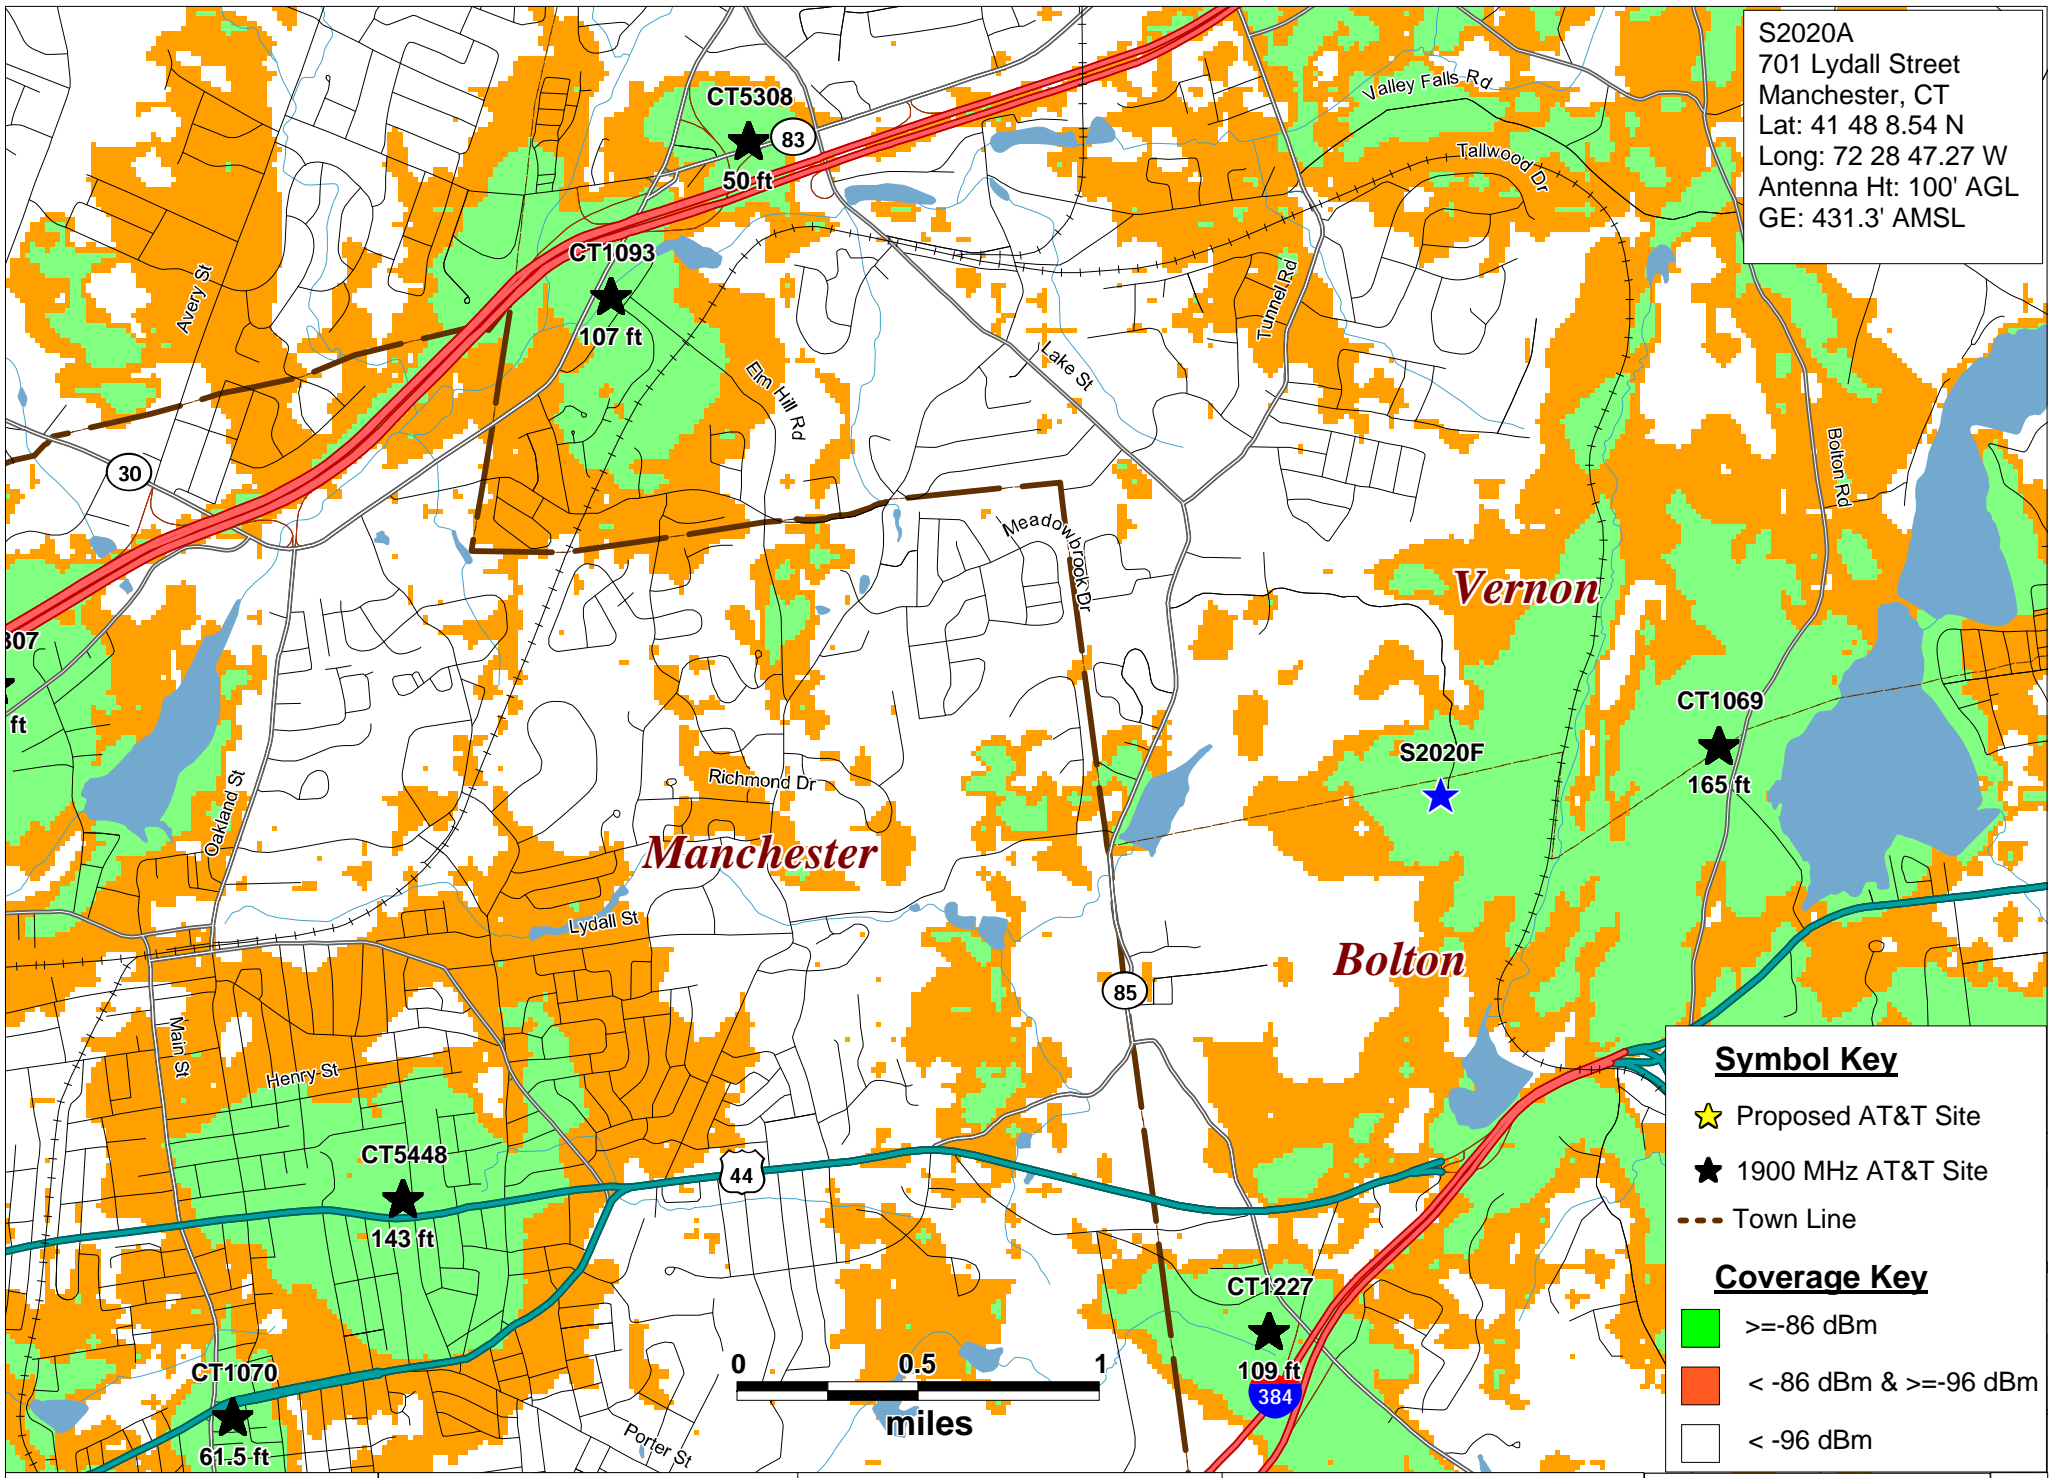 S2020A
701 Lydall Street
Manchester, CT
Lat: 41 48 8.54 N
Long: 72 28 47.27 W
Antenna Ht: 100' AGL
GE: 431.3' AMSL
Valley Falls Rd
CT5308
83
50 ft
Tallwood Dr
CT1093
107 ft
Avery St
Tunnel Rd
Lake St
Elm Hill Rd
30
Bolton Rd
Meadowbrook Dr
Vernon
307
ft
CT1069
165 ft
S2020F
Richmond Dr
Oakland St
Manchester
Lydall St
Bolton
85
Main St
Henry St
CT5448
143 ft
44
CT1227
109 ft
384
CT1070
61.5 ft
Porter St
0 0.5 1
miles
Symbol Key
Proposed AT&T Site
1900 MHz AT&T Site
Town Line
Coverage Key
>=-86 dBm
< -86 dBm & >=-96 dBm
< -96 dBm